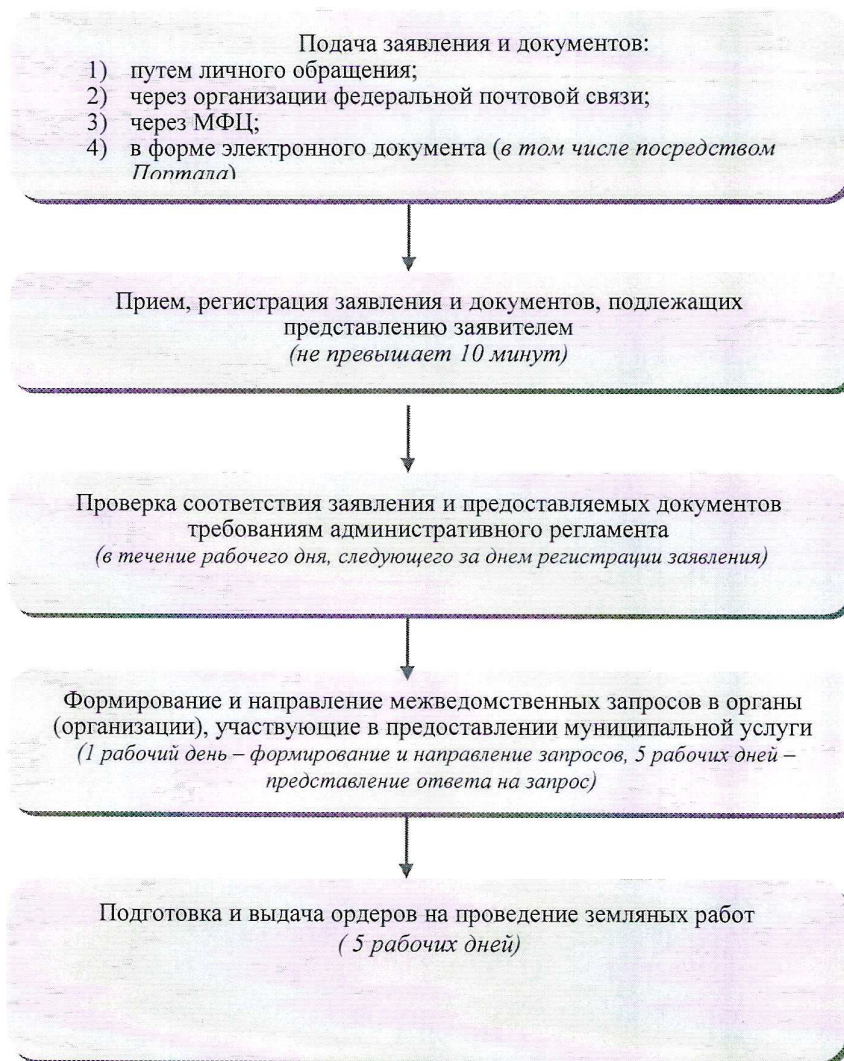 Подача заявления и документов:
1) путем личного обращения;
2) через организации федеральной почтовой связи;
3) через МФЦ;
4) в форме электронного документа (в том числе посредством
Портала)
Прием, регистрация заявления и документов, подлежащих
представлению заявителем
(не превышает 10 минут)
Проверка соответствия заявления и предоставляемых документов
требованиям административного регламента
(в течение рабочего дня, следующего за днем регистрации заявления)
Формирование и направление межведомственных запросов в органы
(организации), участвующие в предоставлении муниципальной услуги
(1 рабочий день – формирование и направление запросов, 5 рабочих дней –
представление ответа на запрос)
Подготовка и выдача ордеров на проведение земляных работ
( 5 рабочих дней)